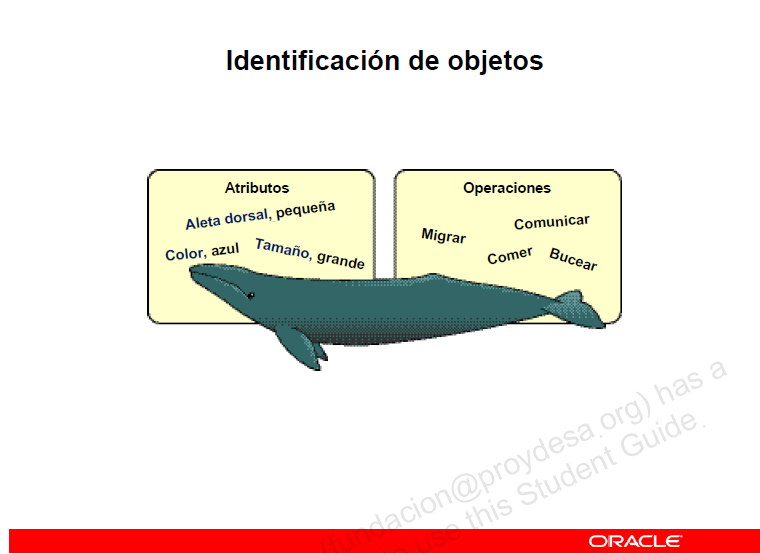 Identificación de objetos
Atributos
Aleta dorsal, pequeña
Color, azul
Tamaño, grande
Operaciones
Migrar
Comunicar
Comer
Bucear
(fundacion@proydesa.org) has a
to use this Student Guide.
ORACLE